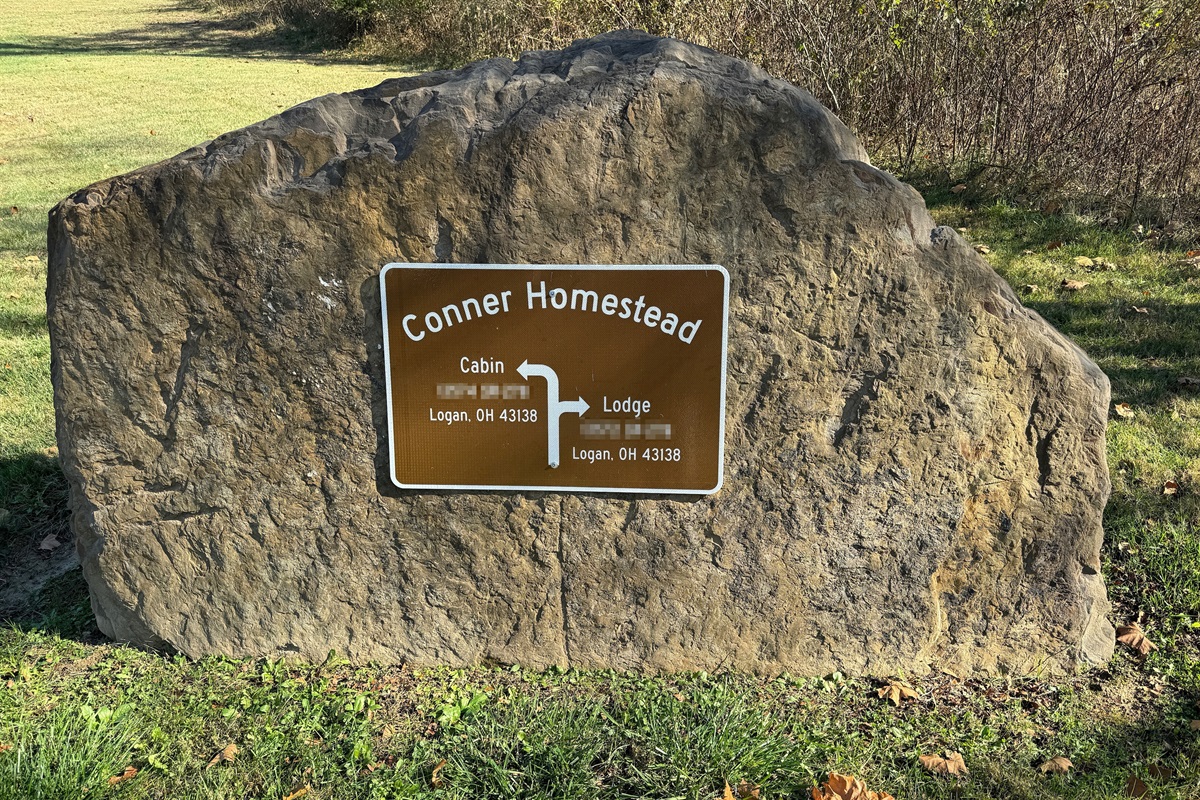 Conner Homestead
Cabin
Logan, OH 43138
Lodge
Logan, OH 43138